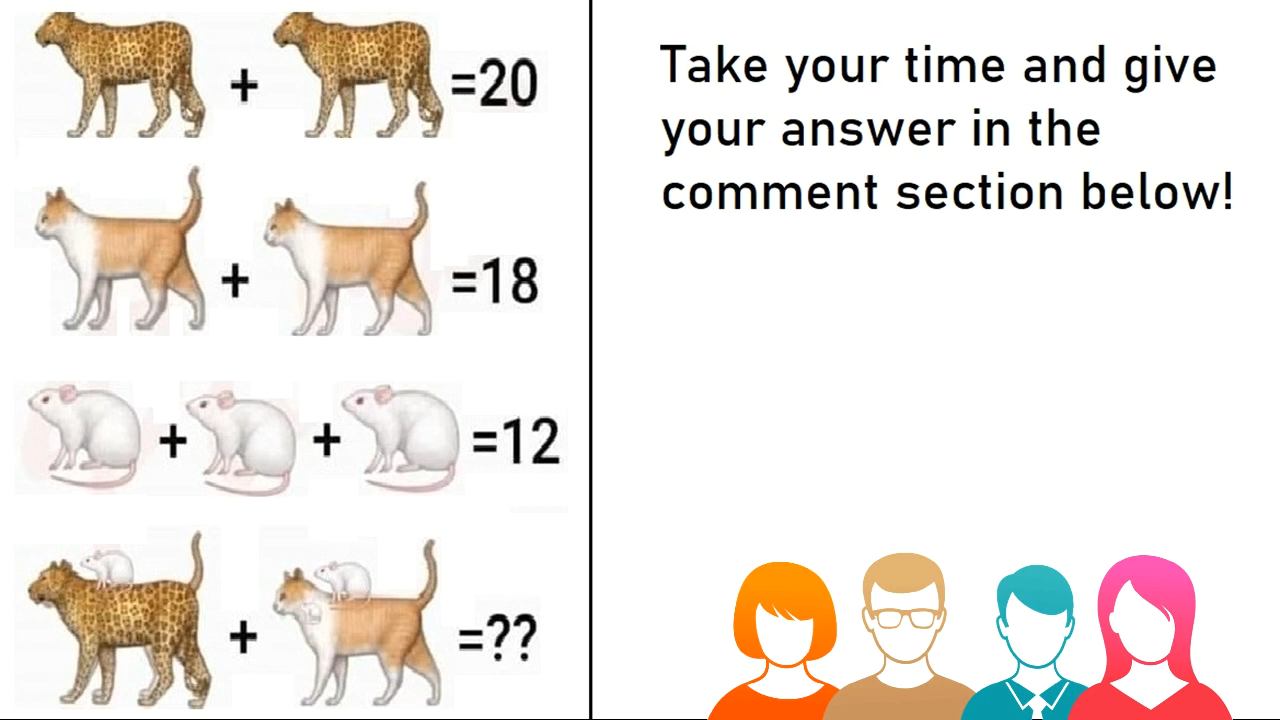 + =20
+ =18
+ + =12
+ =??
Take your time and give
your answer in the
comment section below!